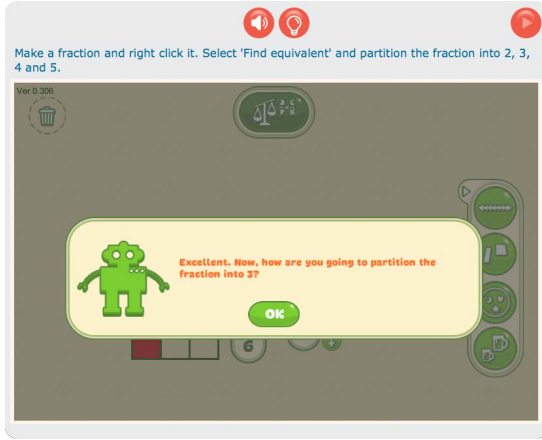 Make a fraction and right click it. Select 'Find equivalent' and partition the fraction into 2, 3,
4 and 5.
Ver 0.306
Excellent. Now, how are you going to partition the
fraction into 3?
OK
6